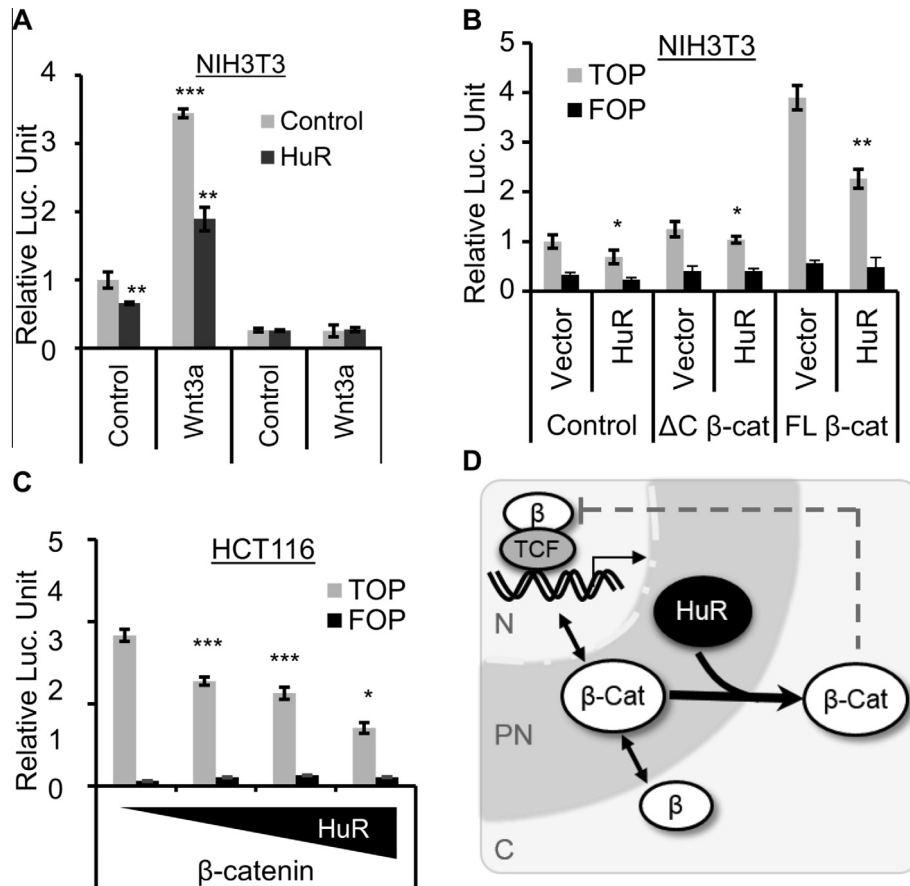 A
NIH3T3
Relative Luc. Unit
4
3
2
1
0
***
**
**
Control
HuR
Control
Wnt3a
Control
Wnt3a
B
NIH3T3
Relative Luc. Unit
5
4
3
2
1
0
TOP
FOP
*
*
**
Vector
HuR
Vector
HuR
Vector
HuR
Control
ΔC β-cat
FL β-cat
C
HCT116
Relative Luc. Unit
5
4
3
2
1
0
TOP
FOP
***
***
*
HuR
β-catenin
D
β
TCF
N
HuR
β-Cat
β-Cat
PN
β
C